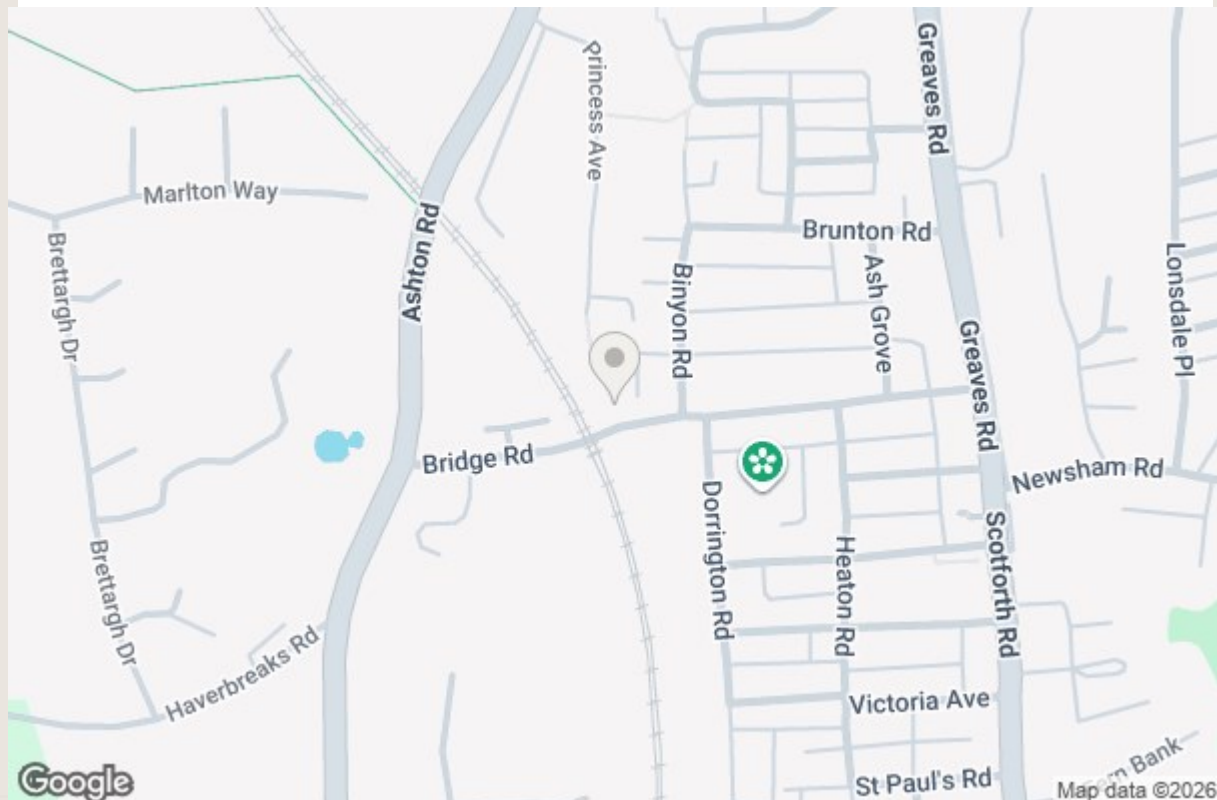 Princess Ave
Greaves Rd
Marlton Way
Brettargh Dr
Ashton Rd
Brunton Rd
Binyon Rd
Ash Grove
Lonsdale Pl
Greaves Rd
Bridge Rd
Newsham Rd
Dorrington Rd
Heaton Rd
Scotforth Rd
Brettargh Dr
Haverbreaks Rd
Victoria Ave
St Paul's Rd
Fern Bank
Google
Map data ©2026